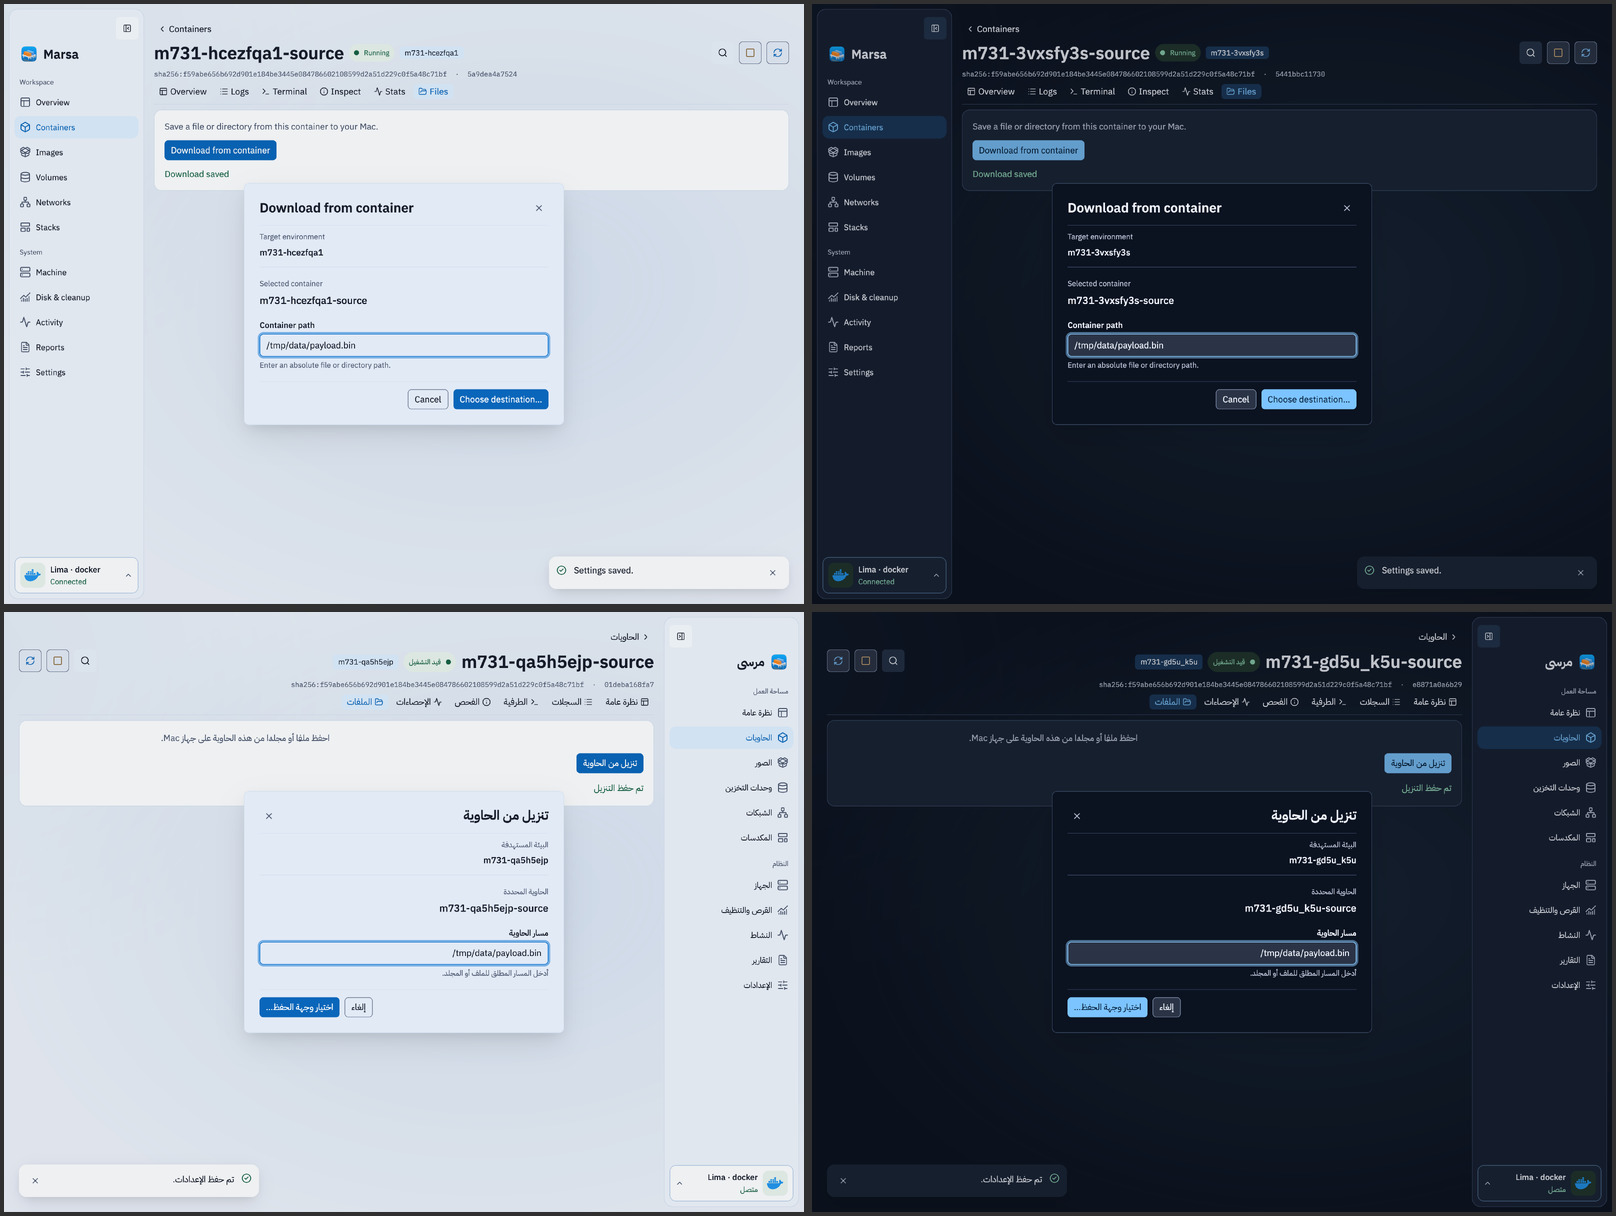 Marsa
Workspace
Overview
Containers
Images
Volumes
Networks
Stacks
System
Machine
Disk & cleanup
Activity
Reports
Settings
Lima · docker
Connected
Containers
m731-hcezfqa1-source Running m731-hcezfqa1
sha256:f59abe656b692d901e184be3445e084786602108599d2a51d229c0f5a48c71bf · 5a9dea4a7524
Overview Logs Terminal Inspect Stats Files
Save a file or directory from this container to your Mac.
Download from container
Download saved
Download from container
Target environment
m731-hcezfqa1
Selected container
m731-hcezfqa1-source
Container path
/tmp/data/payload.bin
Enter an absolute file or directory path.
Cancel Choose destination...
Settings saved.
Marsa
Workspace
Overview
Containers
Images
Volumes
Networks
Stacks
System
Machine
Disk & cleanup
Activity
Reports
Settings
Lima · docker
Connected
Containers
m731-3vxsfy3s-source Running m731-3vxsfy3s
sha256:f59abe656b692d901e184be3445e084786602108599d2a51d229c0f5a48c71bf · 5441bbc11730
Overview Logs Terminal Inspect Stats Files
Save a file or directory from this container to your Mac.
Download from container
Download saved
Download from container
Target environment
m731-3vxsfy3s
Selected container
m731-3vxsfy3s-source
Container path
/tmp/data/payload.bin
Enter an absolute file or directory path.
Cancel Choose destination...
Settings saved.
مرسى
مساحة العمل
نظرة عامة
الحاويات
الصور
وحدات التخزين
الشبكات
المكدسات
النظام
الجهاز
القرص والتنظيف
النشاط
التقارير
الإعدادات
Lima · docker
متصل
الحاويات
m731-qa5h5ejp-source قيد التشغيل m731-qa5h5ejp
sha256:f59abe656b692d901e184be3445e084786602108599d2a51d229c0f5a48c71bf · 01deba168fa7
نظرة عامة السجلات الطرفية الفحص الإحصاءات الملفات
احفظ ملفا أو مجلدا من هذه الحاوية على جهاز Mac.
تنزيل من الحاوية
تم حفظ التنزيل
تنزيل من الحاوية
البيئة المستهدفة
m731-qa5h5ejp
الحاوية المحددة
m731-qa5h5ejp-source
مسار الحاوية
/tmp/data/payload.bin
أدخل المسار المطلق للملف أو المجلد.
إلغاء اختيار وجهة الحفظ...
تم حفظ الإعدادات.
مرسى
مساحة العمل
نظرة عامة
الحاويات
الصور
وحدات التخزين
الشبكات
المكدسات
النظام
الجهاز
القرص والتنظيف
النشاط
التقارير
الإعدادات
Lima · docker
متصل
الحاويات
m731-gd5u_k5u-source قيد التشغيل m731-gd5u_k5u
sha256:f59abe656b692d901e184be3445e084786602108599d2a51d229c0f5a48c71bf · e8871a0a6b29
نظرة عامة السجلات الطرفية الفحص الإحصاءات الملفات
احفظ ملفا أو مجلدا من هذه الحاوية على جهاز Mac.
تنزيل من الحاوية
تم حفظ التنزيل
تنزيل من الحاوية
البيئة المستهدفة
m731-gd5u_k5u
الحاوية المحددة
m731-gd5u_k5u-source
مسار الحاوية
/tmp/data/payload.bin
أدخل المسار المطلق للملف أو المجلد.
إلغاء اختيار وجهة الحفظ...
تم حفظ الإعدادات.